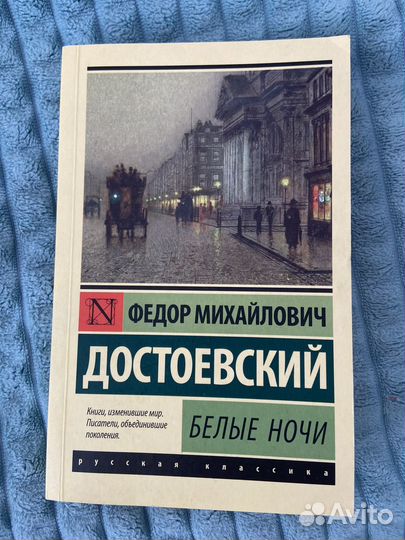 N
ФЕДОР МИХАЙЛОВИЧ
ДОСТОЕВСКИЙ
Книги, изменившие мир.
Писатели, объединившие
поколения.
БЕЛЫЕ НОЧИ
русская классика
Avito